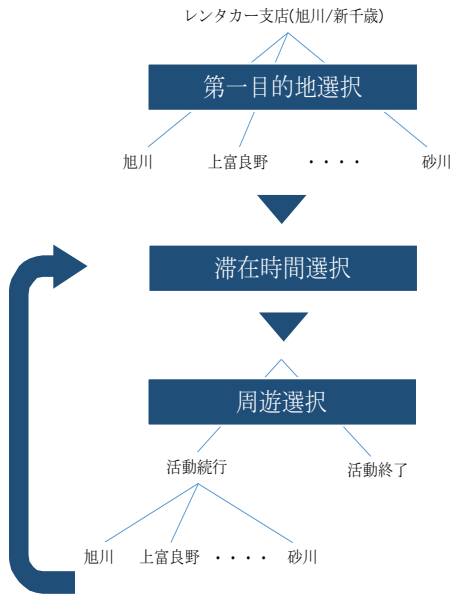 レンタカー支店(旭川/新千歳)
第一目的地選択
旭川 上富良野 ・・・・ 砂川
滞在時間選択
周遊選択
活動続行 活動終了
旭川 上富良野 ・・・・ 砂川